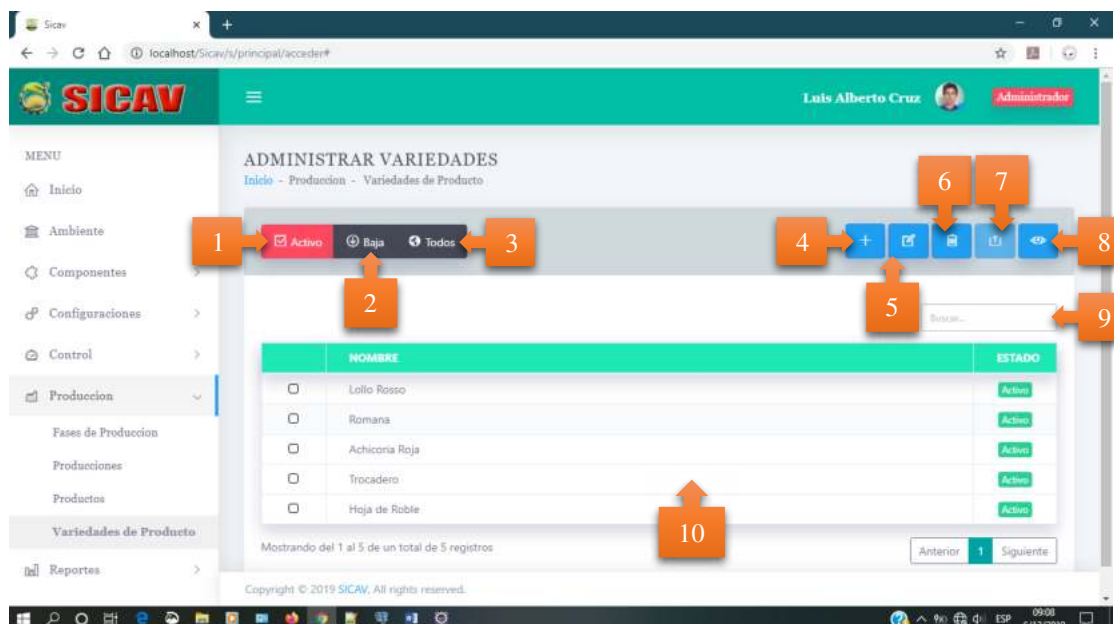 Sicav
localhost/Sicav/s/principal/acceder#
SICAV
Luis Alberto Cruz
Administrador
MENU
Inicio
Ambiente
Componentes
Configuraciones
Control
Produccion
Fases de Produccion
Producciones
Productos
Variedades de Producto
Reportes
ADMINISTRAR VARIEDADES
Inicio - Produccion - Variedades de Producto
6 7
1 Activo Baja Todos 3 4 8
2 5
Buscar... 9
NOMBRE ESTADO
Lollo Rosso Activo
Romana Activo
Achicoria Roja Activo
Trocadero Activo
Hoja de Roble Activo
10
Mostrando del 1 al 5 de un total de 5 registros
Anterior 1 Siguiente
Copyright © 2019 SICAV. All rights reserved.
ESP 09:08